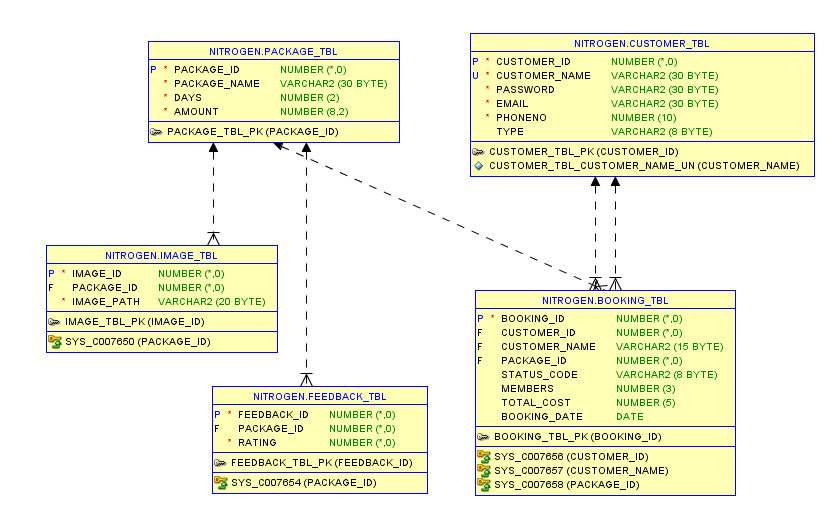 NITROGEN.PACKAGE_TBL
P * PACKAGE_ID NUMBER (*,0)
* PACKAGE_NAME VARCHAR2 (30 BYTE)
* DAYS NUMBER (2)
* AMOUNT NUMBER (8,2)
PACKAGE_TBL_PK (PACKAGE_ID)
NITROGEN.CUSTOMER_TBL
P * CUSTOMER_ID NUMBER (*,0)
U * CUSTOMER_NAME VARCHAR2 (30 BYTE)
* PASSWORD VARCHAR2 (30 BYTE)
* EMAIL VARCHAR2 (30 BYTE)
* PHONENO NUMBER (10)
TYPE VARCHAR2 (8 BYTE)
CUSTOMER_TBL_PK (CUSTOMER_ID)
CUSTOMER_TBL_CUSTOMER_NAME_UN (CUSTOMER_NAME)
NITROGEN.IMAGE_TBL
P * IMAGE_ID NUMBER (*,0)
F PACKAGE_ID NUMBER (*,0)
* IMAGE_PATH VARCHAR2 (20 BYTE)
IMAGE_TBL_PK (IMAGE_ID)
SYS_C007650 (PACKAGE_ID)
NITROGEN.FEEDBACK_TBL
P * FEEDBACK_ID NUMBER (*,0)
F PACKAGE_ID NUMBER (*,0)
* RATING NUMBER (*,0)
FEEDBACK_TBL_PK (FEEDBACK_ID)
SYS_C007654 (PACKAGE_ID)
NITROGEN.BOOKING_TBL
P * BOOKING_ID NUMBER (*,0)
F CUSTOMER_ID NUMBER (*,0)
F CUSTOMER_NAME VARCHAR2 (15 BYTE)
F PACKAGE_ID NUMBER (*,0)
STATUS_CODE VARCHAR2 (8 BYTE)
MEMBERS NUMBER (3)
TOTAL_COST NUMBER (5)
BOOKING_DATE DATE
BOOKING_TBL_PK (BOOKING_ID)
SYS_C007656 (CUSTOMER_ID)
SYS_C007657 (CUSTOMER_NAME)
SYS_C007658 (PACKAGE_ID)